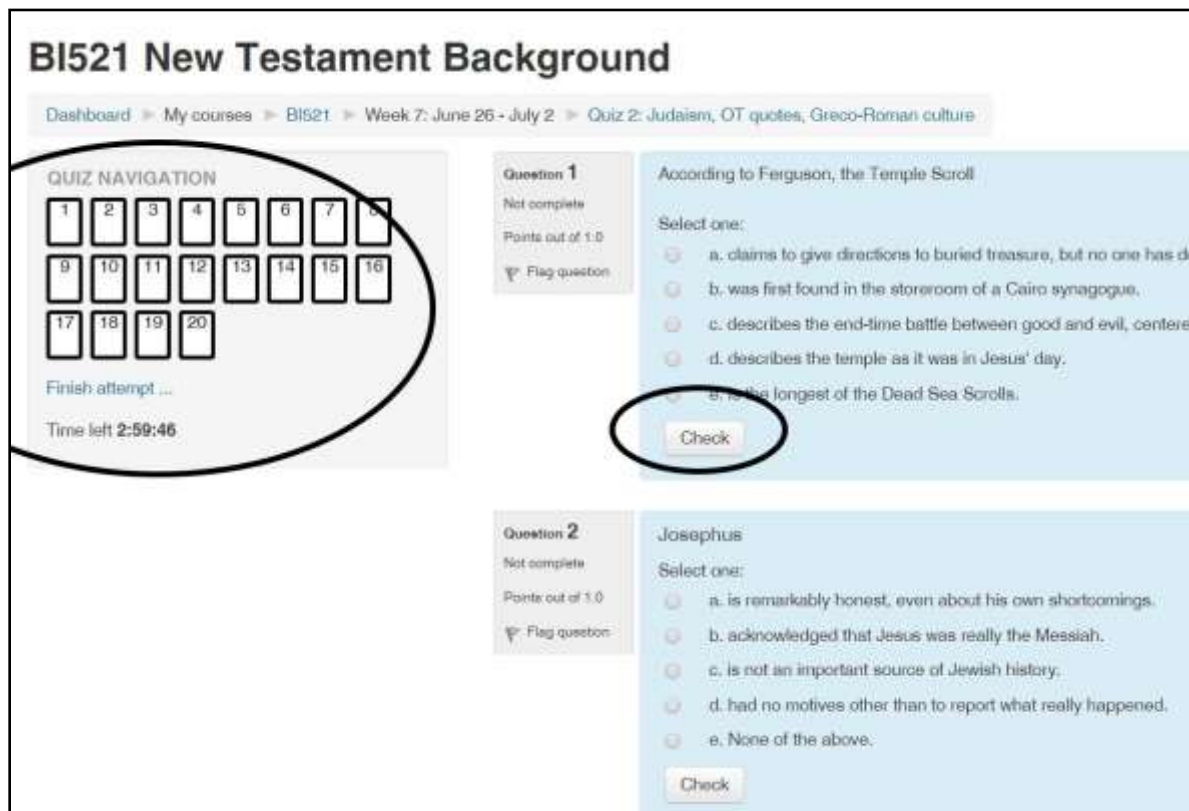 BI521 New Testament Background
Dashboard My courses BI521 Week 7: June 26 - July 2 Quiz 2: Judaism, OT quotes, Greco-Roman culture
QUIZ NAVIGATION
1 2 3 4 5 6 7 8
9 10 11 12 13 14 15 16
17 18 19 20
Finish attempt ...
Time left 2:59:46
Question 1
Not complete
Points out of 1.0
Flag question
According to Ferguson, the Temple Scroll
Select one:
a. claims to give directions to buried treasure, but no one has
b. was first found in the storeroom of a Cairo synagogue.
c. describes the end-time battle between good and evil, centere
d. describes the temple as it was in Jesus' day.
e. is the longest of the Dead Sea Scrolls.
Check
Question 2
Not complete
Points out of 1.0
Flag question
Josephus
Select one:
a. is remarkably honest, even about his own shortcomings.
b. acknowledged that Jesus was really the Messiah.
c. is not an important source of Jewish history.
d. had no motives other than to report what really happened.
e. None of the above.
Check